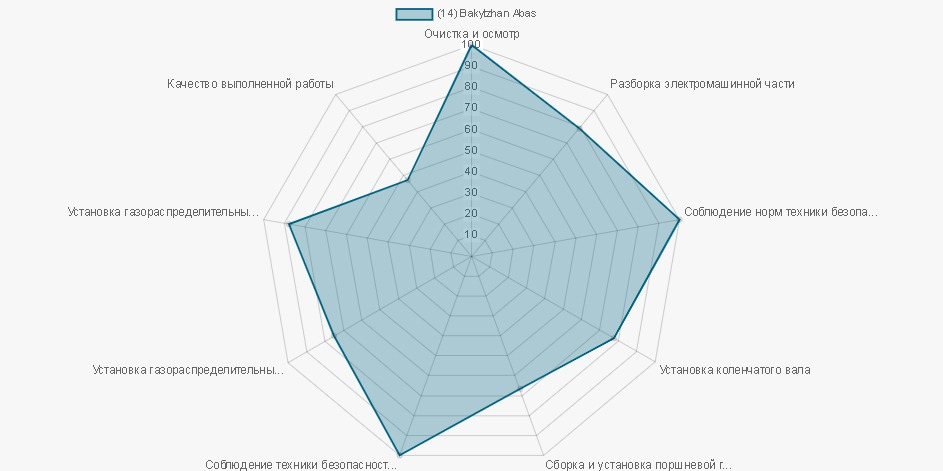 (14) Bakytzhan Abas
Очистка и осмотр
100
90
80
70
60
50
40
30
20
10
Качество выполненной работы
Разборка электромашинной части
Установка газораспределительны...
Соблюдение норм техники безопа...
Установка газораспределительны...
Установка коленчатого вала
Соблюдение техники безопасност...
Сборка и установка поршневой г...